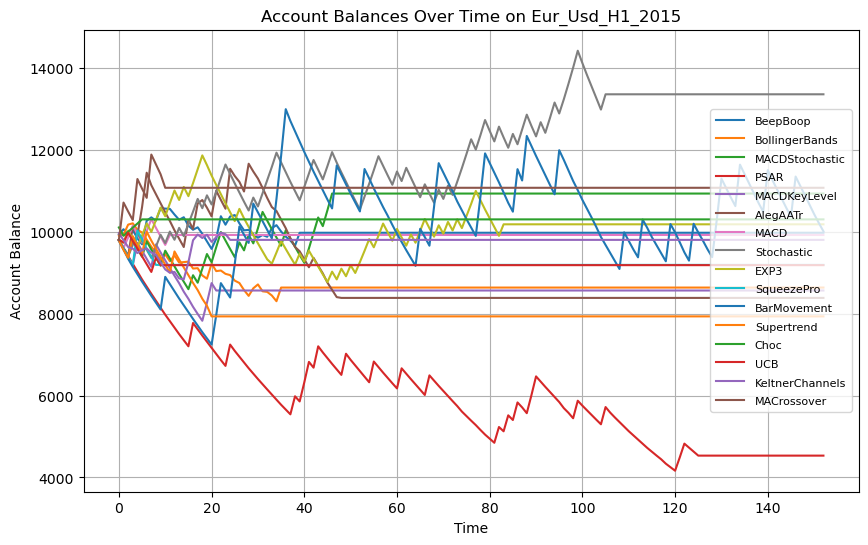 Account Balances Over Time on Eur_Usd_H1_2015
Account Balance
14000
12000
10000
8000
6000
4000
0
20
40
60
80
100
120
140
Time
BeepBoop
BollingerBands
MACDStochastic
PSAR
MACDKeyLevel
AlegAATr
MACD
Stochastic
EXP3
SqueezePro
BarMovement
Supertrend
Choc
UCB
KeltnerChannels
MACrossover